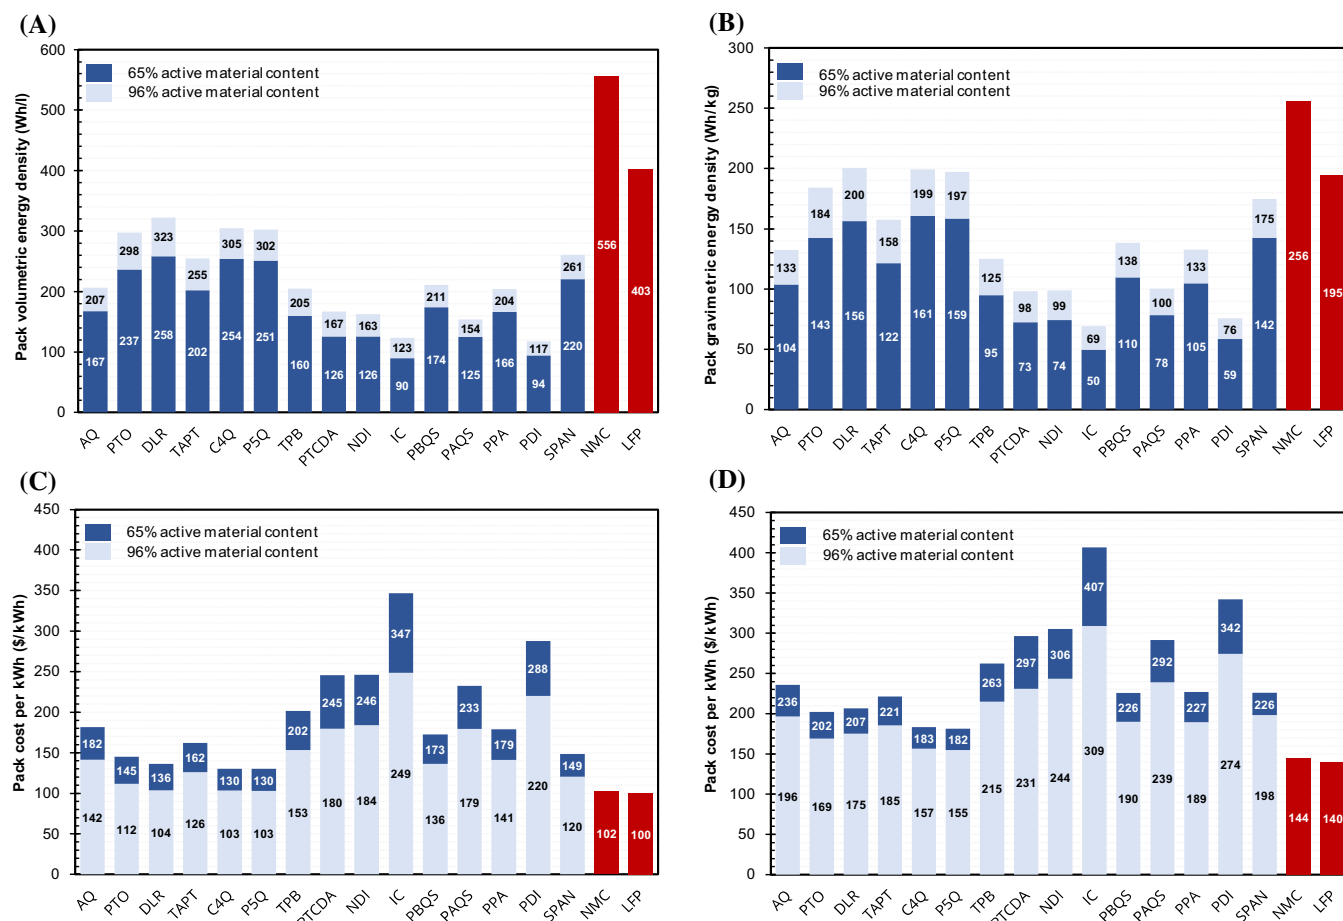 (A)
Pack volumetric energy density (Wh/l)
600
500
400
300
200
100
0
65% active material content
96% active material content
207 298 323 255 305 302 205 167 163 123 211 154 204 117 261 556 403
167 237 258 202 254 251 160 126 126 90 174 125 166 94 220
AQ PTO DLR TAPT C4Q P5Q TPB PTCDA NDI IC PBQS PAQS PPA PDI SPAN NMC LFP
(B)
Pack gravimetric energy density (Wh/kg)
300
250
200
150
100
50
0
65% active material content
96% active material content
133 184 200 158 199 197 125 98 99 69 138 100 133 76 175 256 195
104 143 156 122 161 159 95 73 74 50 110 78 105 59 142
AQ PTO DLR TAPT C4Q P5Q TPB PTCDA NDI IC PBQS PAQS PPA PDI SPAN NMC LFP
(C)
Pack cost per kWh ($/kWh)
450
400
350
300
250
200
150
100
50
0
65% active material content
96% active material content
182 145 136 162 130 130 202 245 246 347 173 233 179 288 149 102 100
142 112 104 126 103 103 153 180 184 249 136 179 141 220 120
AQ PTO DLR TAPT C4Q P5Q TPB PTCDA NDI IC PBQS PAQS PPA PDI SPAN NMC LFP
(D)
Pack cost per kWh ($/kWh)
450
400
350
300
250
200
150
100
50
0
65% active material content
96% active material content
236 202 207 221 183 182 263 297 306 407 226 292 227 342 226 144 140
196 169 175 185 157 155 215 231 244 309 190 239 189 274 198
AQ PTO DLR TAPT C4Q P5Q TPB PTCDA NDI IC PBQS PAQS PPA PDI SPAN NMC LFP